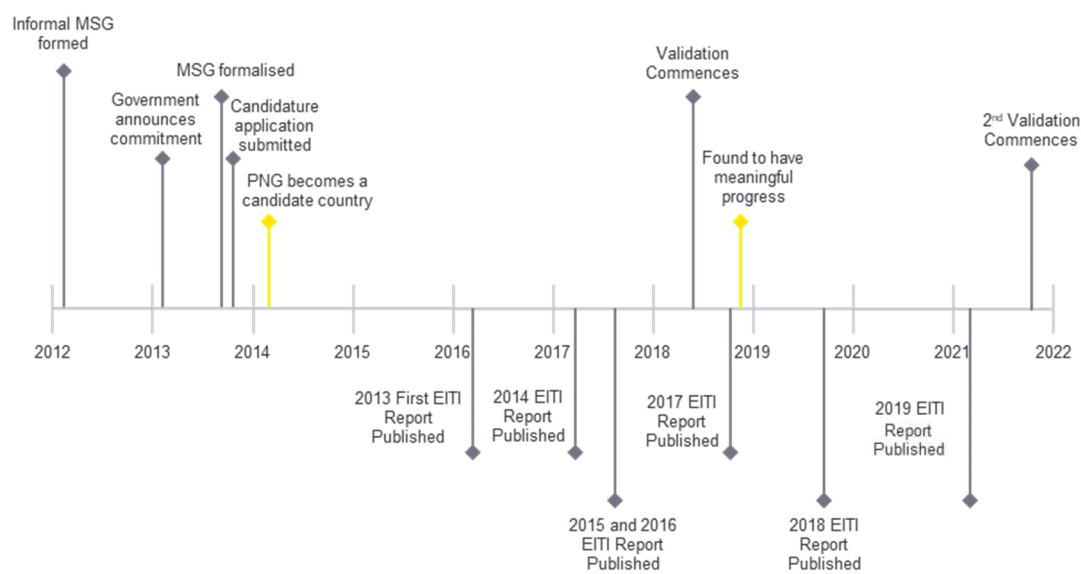 Informal MSG
formed
Government
announces
commitment
MSG formalised
Candidature
application
submitted
PNG becomes a
candidate country
Validation
Commences
Found to have
meaningful
progress
2nd Validation
Commences
2012 2013 2014 2015 2016 2017 2018 2019 2020 2021 2022
2013 First EITI
Report
Published
2014 EITI
Report
Published
2015 and 2016
EITI Report
Published
2017 EITI
Report
Published
2018 EITI
Report
Published
2019 EITI
Report
Published